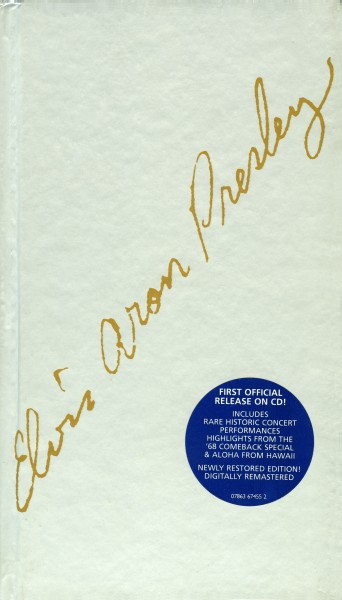 Elvis Aron Presley
FIRST OFFICIAL
RELEASE ON CD!
INCLUDES
RARE HISTORIC CONCERT
PERFORMANCES
HIGHLIGHTS FROM THE
'68 COMEBACK SPECIAL
& ALOHA FROM HAWAII
NEWLY RESTORED EDITION!
DIGITALLY REMASTERED
07863 67455 2